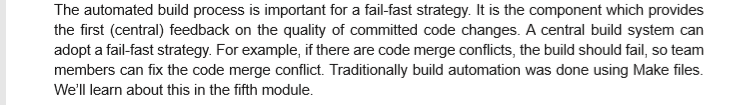 The automated build process is important for a fail-fast strategy. It is the component which provides
the first (central) feedback on the quality of committed code changes. A central build system can
adopt a fail-fast strategy. For example, if there are code merge conflicts, the build should fail, so team
members can fix the code merge conflict. Traditionally build automation was done using Make files.
We'll learn about this in the fifth module.